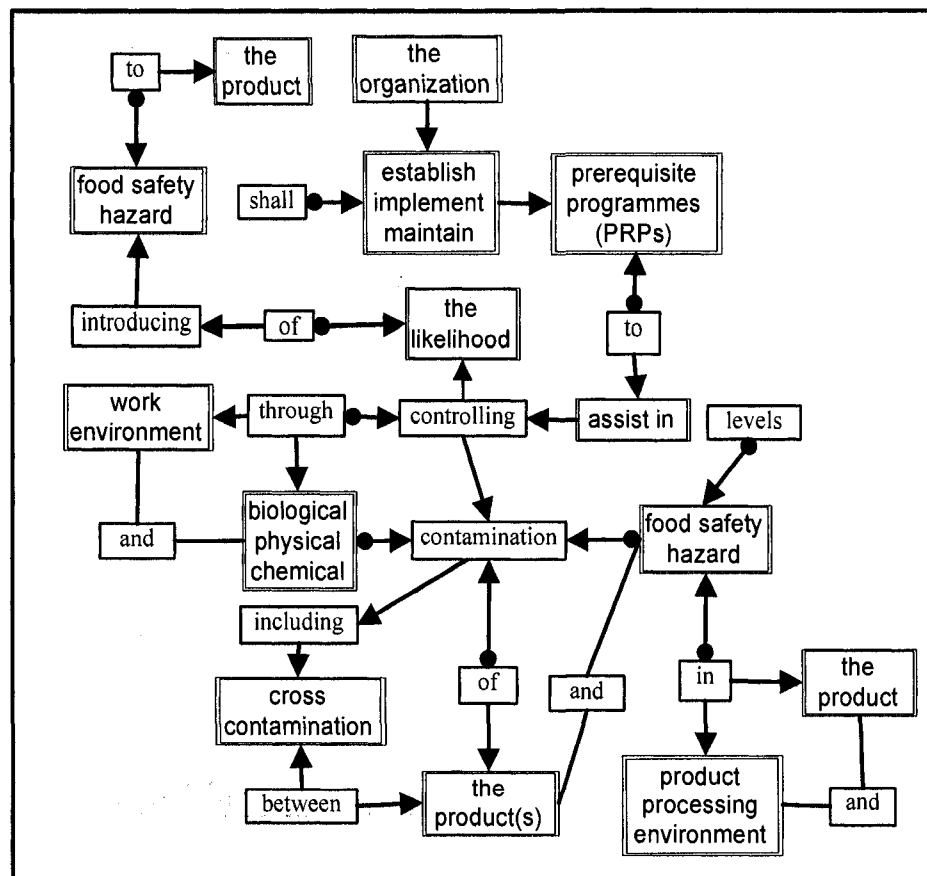 to
the
product
the
organization
food safety
hazard
shall
establish
implement
maintain
prerequisite
programmes
(PRPs)
introducing
of
the
likelihood
to
work
environment
through
controlling
assist in
levels
and
biological
physical
chemical
contamination
food safety
hazard
including
cross
contamination
of
and
in
the
product
between
the
product(s)
product
processing
environment
and